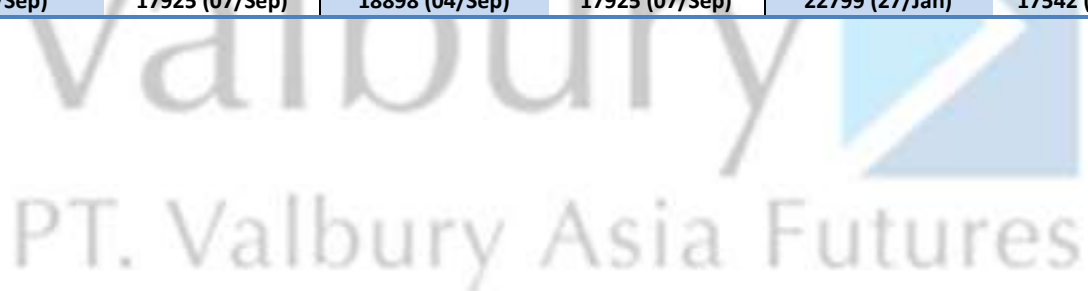 /Sep) 17925 (07/Sep) 18898 (04/Sep) 17925 (07/Sep) 22799 (27/Jan) 17542 (
Valbury
PT. Valbury Asia Futures